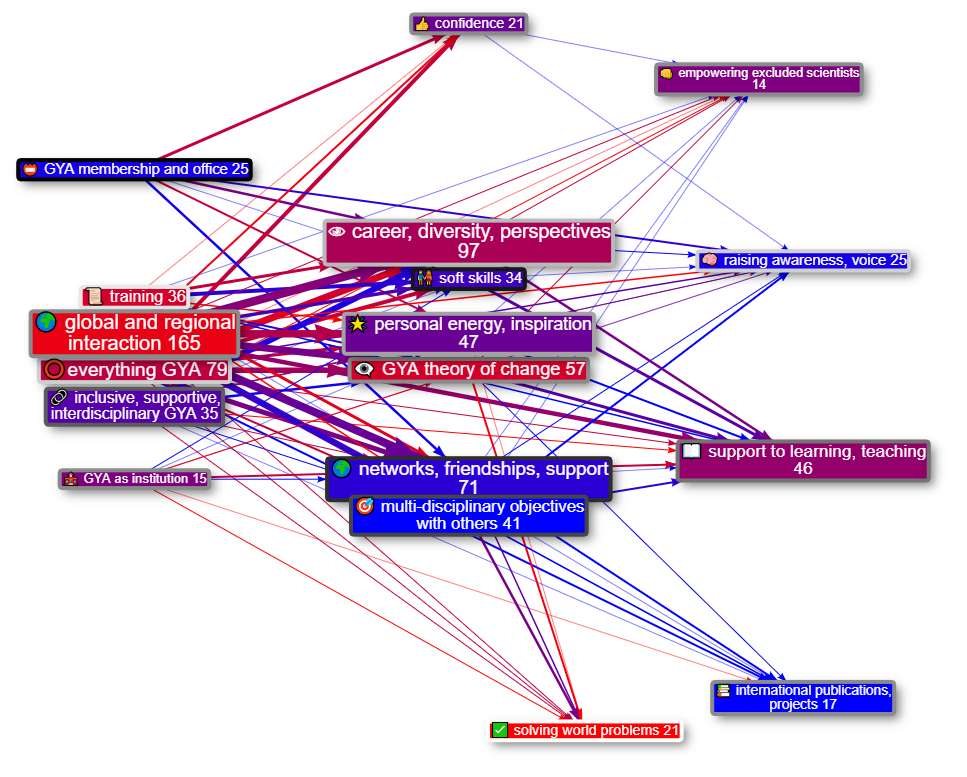 confidence 21
empowering excluded scientists
14
GYA membership and office 25
career, diversity, perspectives
97
raising awareness, voice 25
soft skills 34
training 36
global and regional
interaction 165
personal energy, inspiration
47
everything GYA 79
GYA theory of change 57
inclusive, supportive,
interdisciplinary GYA 35
support to learning, teaching
46
networks, friendships, support
71
GYA as institution 15
multi-disciplinary objectives
with others 41
international publications,
projects 17
solving world problems 21